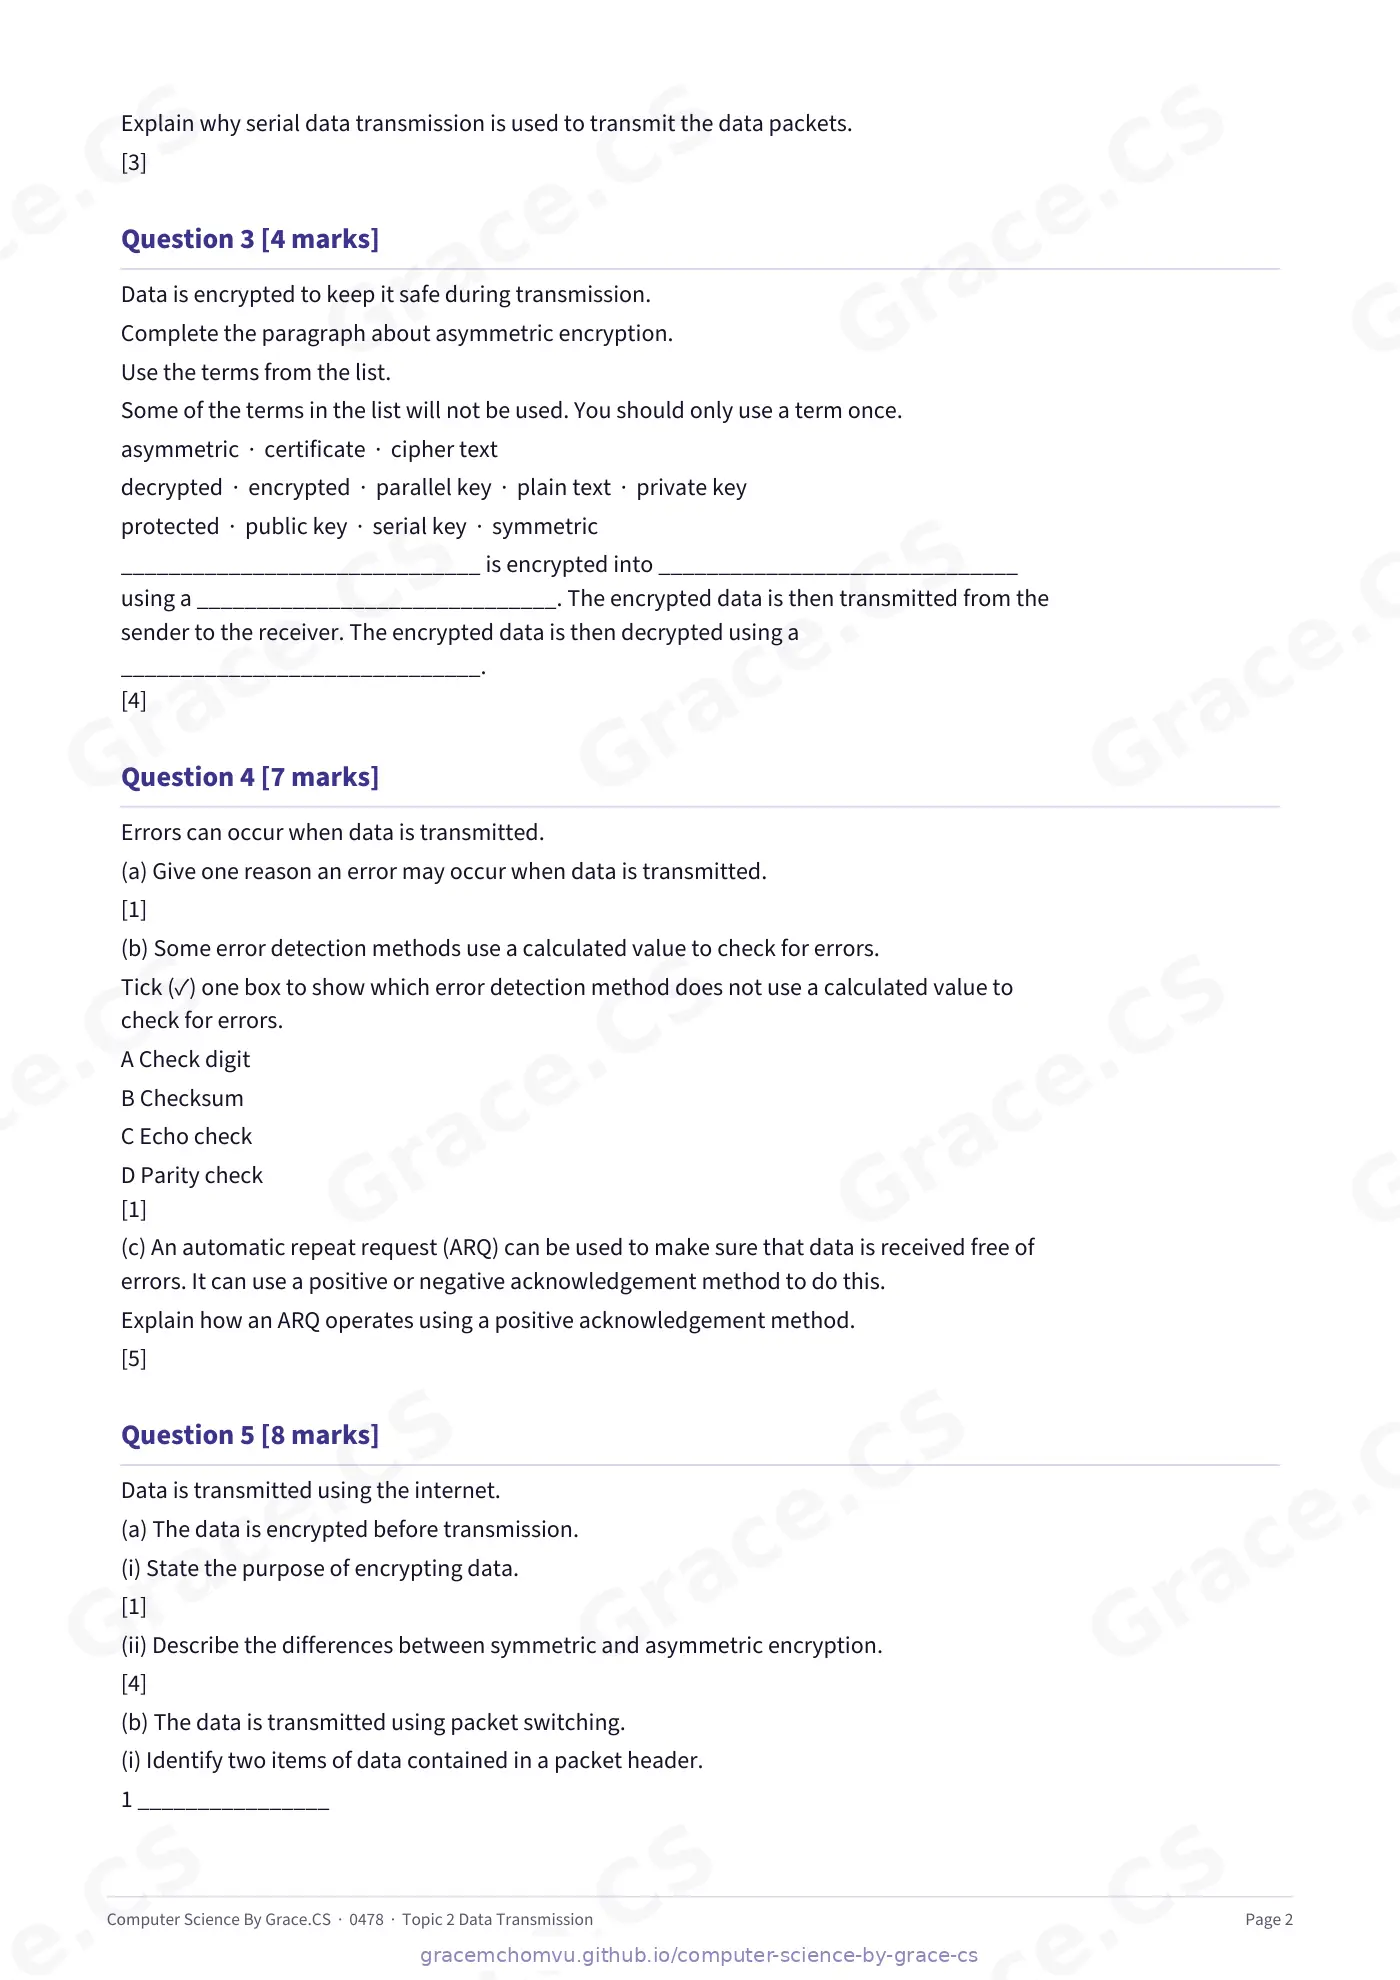 Explain why serial data transmission is used to transmit the data packets.
[3]
Question 3 [4 marks]
Data is encrypted to keep it safe during transmission.
Complete the paragraph about asymmetric encryption.
Use the terms from the list.
Some of the terms in the list will not be used. You should only use a term once.
asymmetric · certificate · cipher text
decrypted · encrypted · parallel key · plain text · private key
protected · public key · serial key · symmetric
______________________________ is encrypted into ______________________________
using a ______________________________. The encrypted data is then transmitted from the
sender to the receiver. The encrypted data is then decrypted using a
______________________________.
[4]
Question 4 [7 marks]
Errors can occur when data is transmitted.
(a) Give one reason an error may occur when data is transmitted.
[1]
(b) Some error detection methods use a calculated value to check for errors.
Tick (✓) one box to show which error detection method does not use a calculated value to
check for errors.
A Check digit
B Checksum
C Echo check
D Parity check
[1]
(c) An automatic repeat request (ARQ) can be used to make sure that data is received free of
errors. It can use a positive or negative acknowledgement method to do this.
Explain how an ARQ operates using a positive acknowledgement method.
[5]
Question 5 [8 marks]
Data is transmitted using the internet.
(a) The data is encrypted before transmission.
(i) State the purpose of encrypting data.
[1]
(ii) Describe the differences between symmetric and asymmetric encryption.
[4]
(b) The data is transmitted using packet switching.
(i) Identify two items of data contained in a packet header.
1 ________________
Computer Science By Grace.CS · 0478 · Topic 2 Data Transmission Page 2
gracemchomvu.github.io/computer-science-by-grace-cs